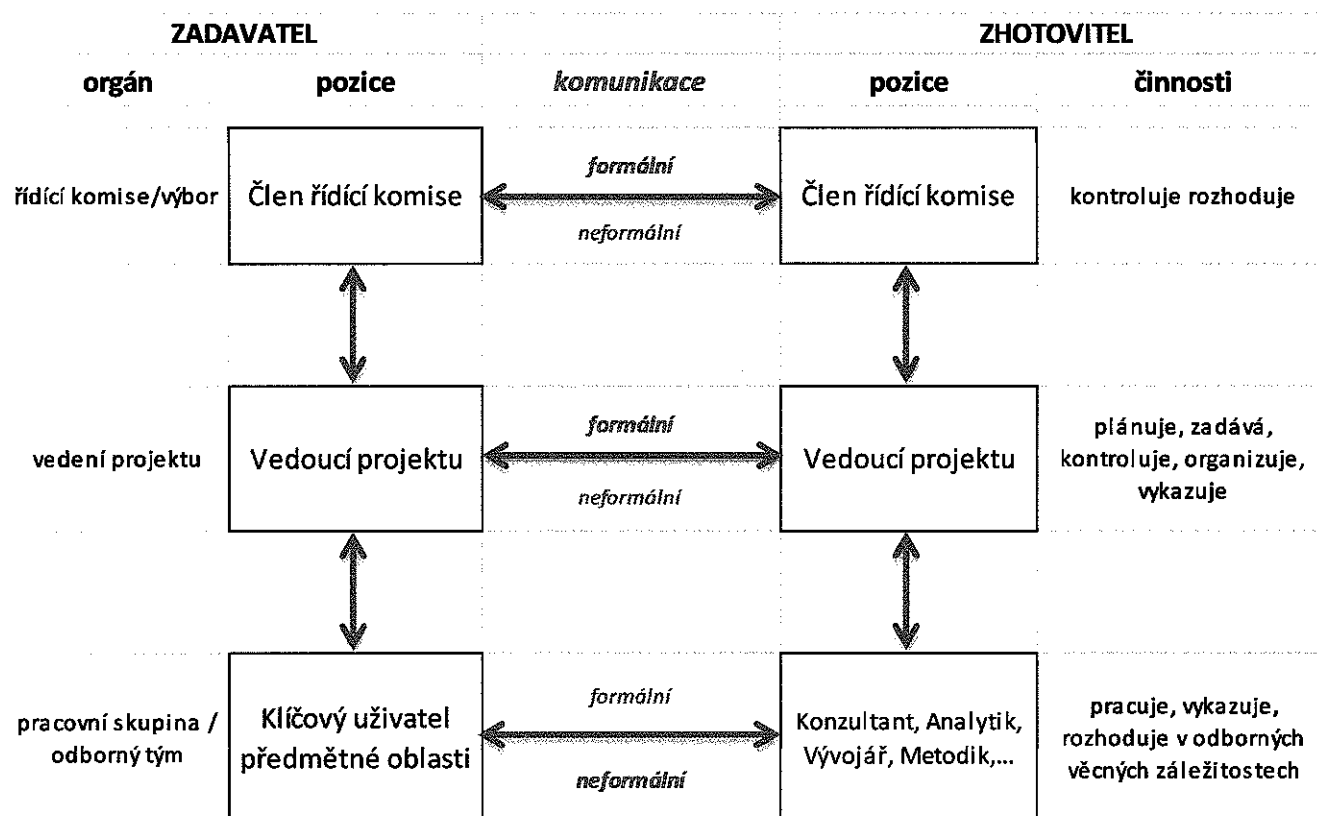 ZADAVATEL ZHOTOVITEL
orgán pozice komunikace pozice činnosti
řídící komise/výbor
Člen řídící komise
formální
neformální
Člen řídící komise
kontroluje rozhoduje
vedení projektu
Vedoucí projektu
formální
neformální
Vedoucí projektu
plánuje, zadává,
kontroluje, organizuje,
vykazuje
pracovní skupina /
odborný tým
Klíčový uživatel
předmětné oblasti
formální
neformální
Konzultant, Analytik,
Vývojář, Metodik,...
pracuje, vykazuje,
rozhoduje v odborných
věcných záležitostech